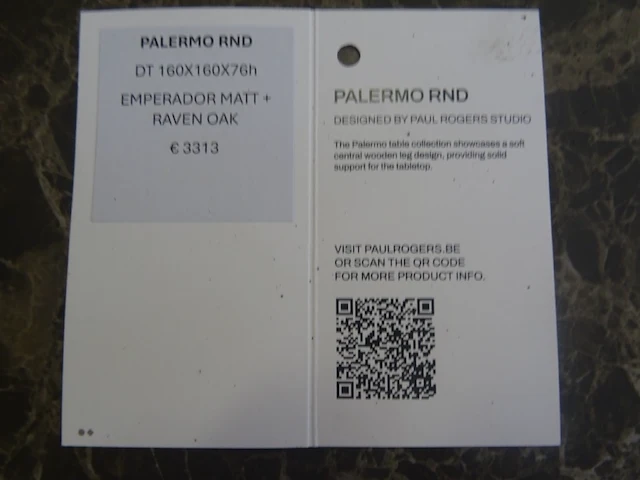 PALERMO RND
DT 160X160X76h
EMPERADOR MATT +
RAVEN OAK
€ 3313
PALERMO RND
DESIGNED BY PAUL ROGERS STUDIO
The Palermo table collection showcases a soft
central wooden leg design, providing solid
support for the tabletop.
VISIT PAULROGERS.BE
OR SCAN THE QR CODE
FOR MORE PRODUCT INFO.